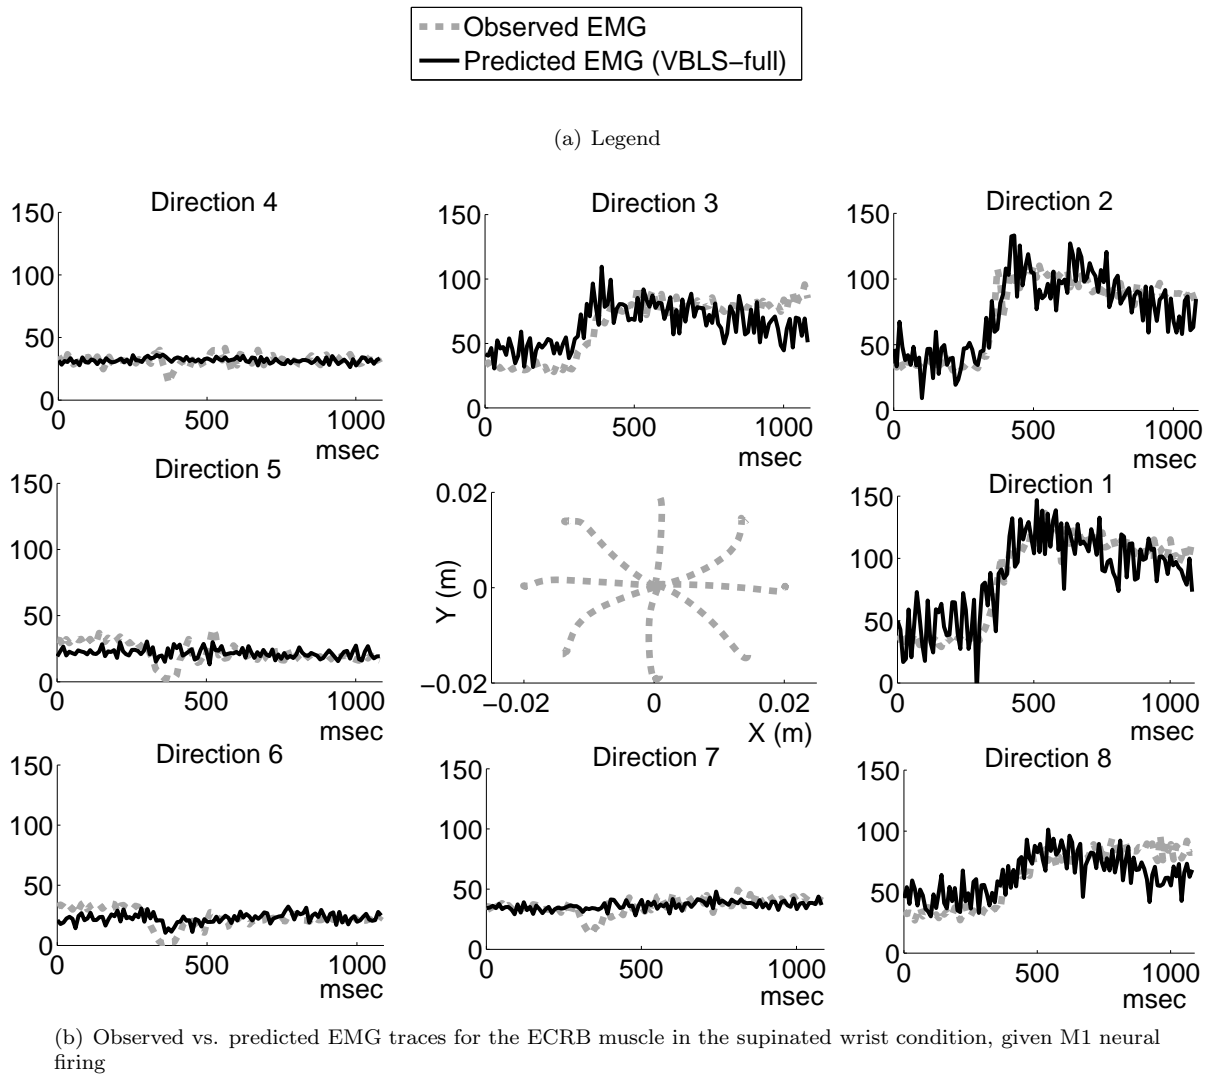 Observed EMG
Predicted EMG (VBLS−full)
(a) Legend
Direction 4
150
100
50
0
0 500 1000
msec
Direction 3
150
100
50
0
0 500 1000
msec
Direction 2
150
100
50
0
0 500 1000
msec
Direction 5
150
100
50
0
0 500 1000
msec
0.02
0
−0.02
Y (m)
−0.02 0 0.02
X (m)
Direction 1
150
100
50
0
0 500 1000
msec
Direction 6
150
100
50
0
0 500 1000
msec
Direction 7
150
100
50
0
0 500 1000
msec
Direction 8
150
100
50
0
0 500 1000
msec
(b) Observed vs. predicted EMG traces for the ECRB muscle in the supinated wrist condition, given M1 neural
firing